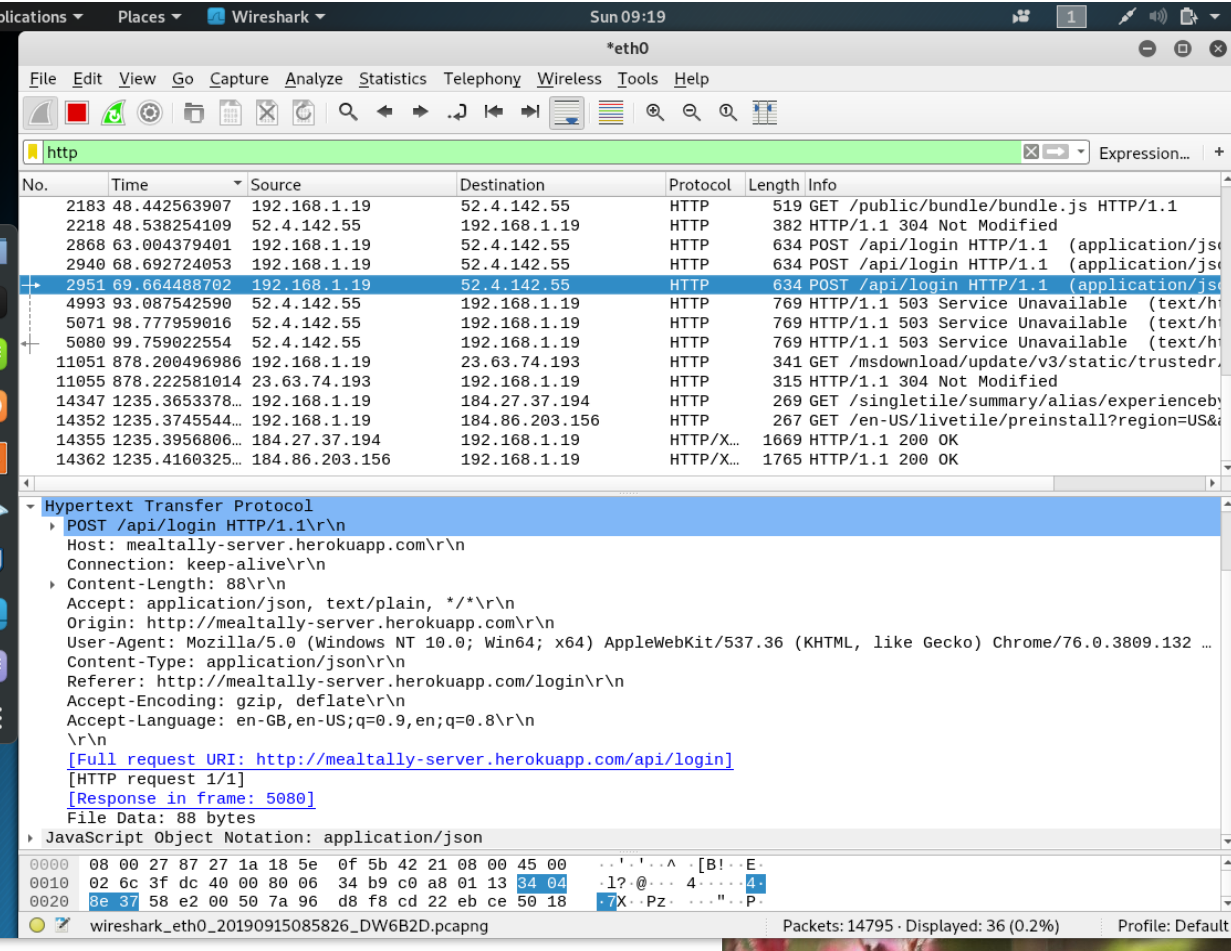 plications ▾ Places ▾ Wireshark ▾ Sun 09:19 1
*eth0
File Edit View Go Capture Analyze Statistics Telephony Wireless Tools Help
http Expression… +
No. Time Source Destination Protocol Length Info
2183 48.442563907 192.168.1.19 52.4.142.55 HTTP 519 GET /public/bundle/bundle.js HTTP/1.1
2218 48.538254109 52.4.142.55 192.168.1.19 HTTP 382 HTTP/1.1 304 Not Modified
2868 63.004379401 192.168.1.19 52.4.142.55 HTTP 634 POST /api/login HTTP/1.1 (application/jso
2940 68.692724053 192.168.1.19 52.4.142.55 HTTP 634 POST /api/login HTTP/1.1 (application/jso
2951 69.664488702 192.168.1.19 52.4.142.55 HTTP 634 POST /api/login HTTP/1.1 (application/jso
4993 93.087542590 52.4.142.55 192.168.1.19 HTTP 769 HTTP/1.1 503 Service Unavailable (text/ht
5071 98.777959016 52.4.142.55 192.168.1.19 HTTP 769 HTTP/1.1 503 Service Unavailable (text/ht
5080 99.759022554 52.4.142.55 192.168.1.19 HTTP 769 HTTP/1.1 503 Service Unavailable (text/ht
11051 878.200496986 192.168.1.19 23.63.74.193 HTTP 341 GET /msdownload/update/v3/static/trustedr/
11055 878.222581014 23.63.74.193 192.168.1.19 HTTP 315 HTTP/1.1 304 Not Modified
14347 1235.3653378… 192.168.1.19 184.27.37.194 HTTP 269 GET /singletile/summary/alias/experienceby
14352 1235.3745544… 192.168.1.19 184.86.203.156 HTTP 267 GET /en-US/livetile/preinstall?region=US&a
14355 1235.3956806… 184.27.37.194 192.168.1.19 HTTP/X… 1669 HTTP/1.1 200 OK
14362 1235.4160325… 184.86.203.156 192.168.1.19 HTTP/X… 1765 HTTP/1.1 200 OK
Hypertext Transfer Protocol
POST /api/login HTTP/1.1\r\n
Host: mealtally-server.herokuapp.com\r\n
Connection: keep-alive\r\n
Content-Length: 88\r\n
Accept: application/json, text/plain, */*\r\n
Origin: http://mealtally-server.herokuapp.com\r\n
User-Agent: Mozilla/5.0 (Windows NT 10.0; Win64; x64) AppleWebKit/537.36 (KHTML, like Gecko) Chrome/76.0.3809.132 …
Content-Type: application/json\r\n
Referer: http://mealtally-server.herokuapp.com/login\r\n
Accept-Encoding: gzip, deflate\r\n
Accept-Language: en-GB,en-US;q=0.9,en;q=0.8\r\n
\r\n
[Full request URI: http://mealtally-server.herokuapp.com/api/login]
[HTTP request 1/1]
[Response in frame: 5080]
File Data: 88 bytes
JavaScript Object Notation: application/json
0000 08 00 27 87 27 1a 18 5e 0f 5b 42 21 08 00 45 00 ··'·'··^ ·[B!··E·
0010 02 6c 3f dc 40 00 80 06 34 b9 c0 a8 01 13 34 04 ·l?·@··· 4·····4·
0020 8e 37 58 e2 00 50 7a 96 d8 f8 cd 22 eb ce 50 18 ·7X··Pz· ···"··P·
wireshark_eth0_20190915085826_DW6B2D.pcapng Packets: 14795 · Displayed: 36 (0.2%) Profile: Default